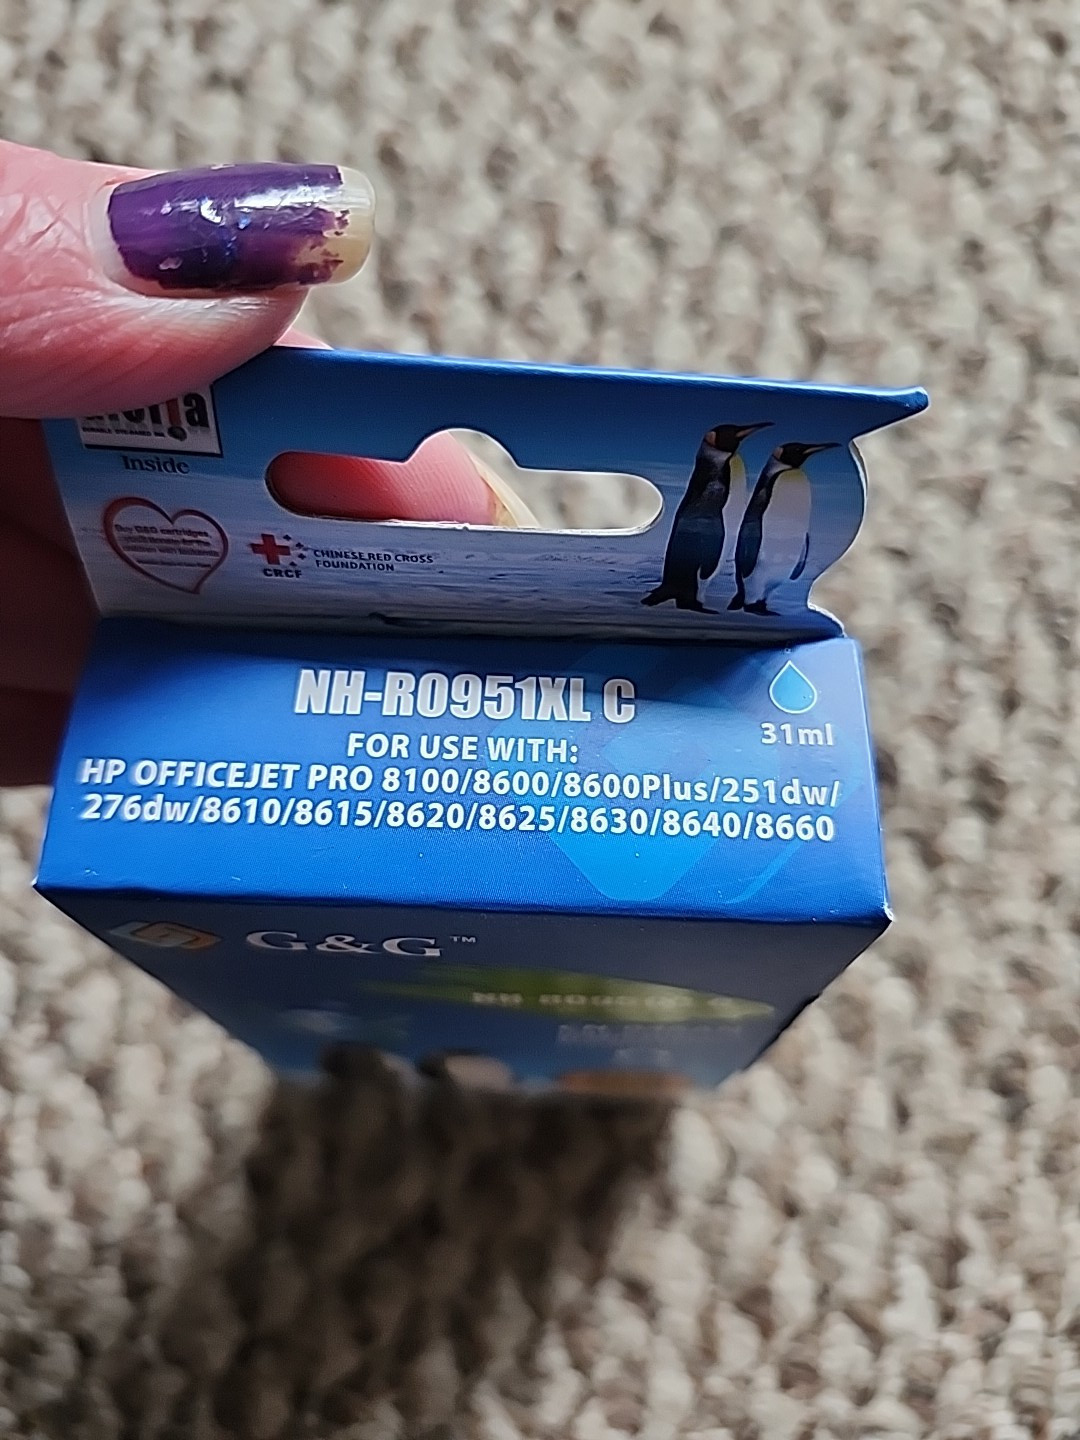 Inside
CHINESE RED CROSS
FOUNDATION
CRCF
NH-R0951XL C
31ml
FOR USE WITH:
HP OFFICEJET PRO 8100/8600/8600Plus/251dw/
276dw/8610/8615/8620/8625/8630/8640/8660
G&G™